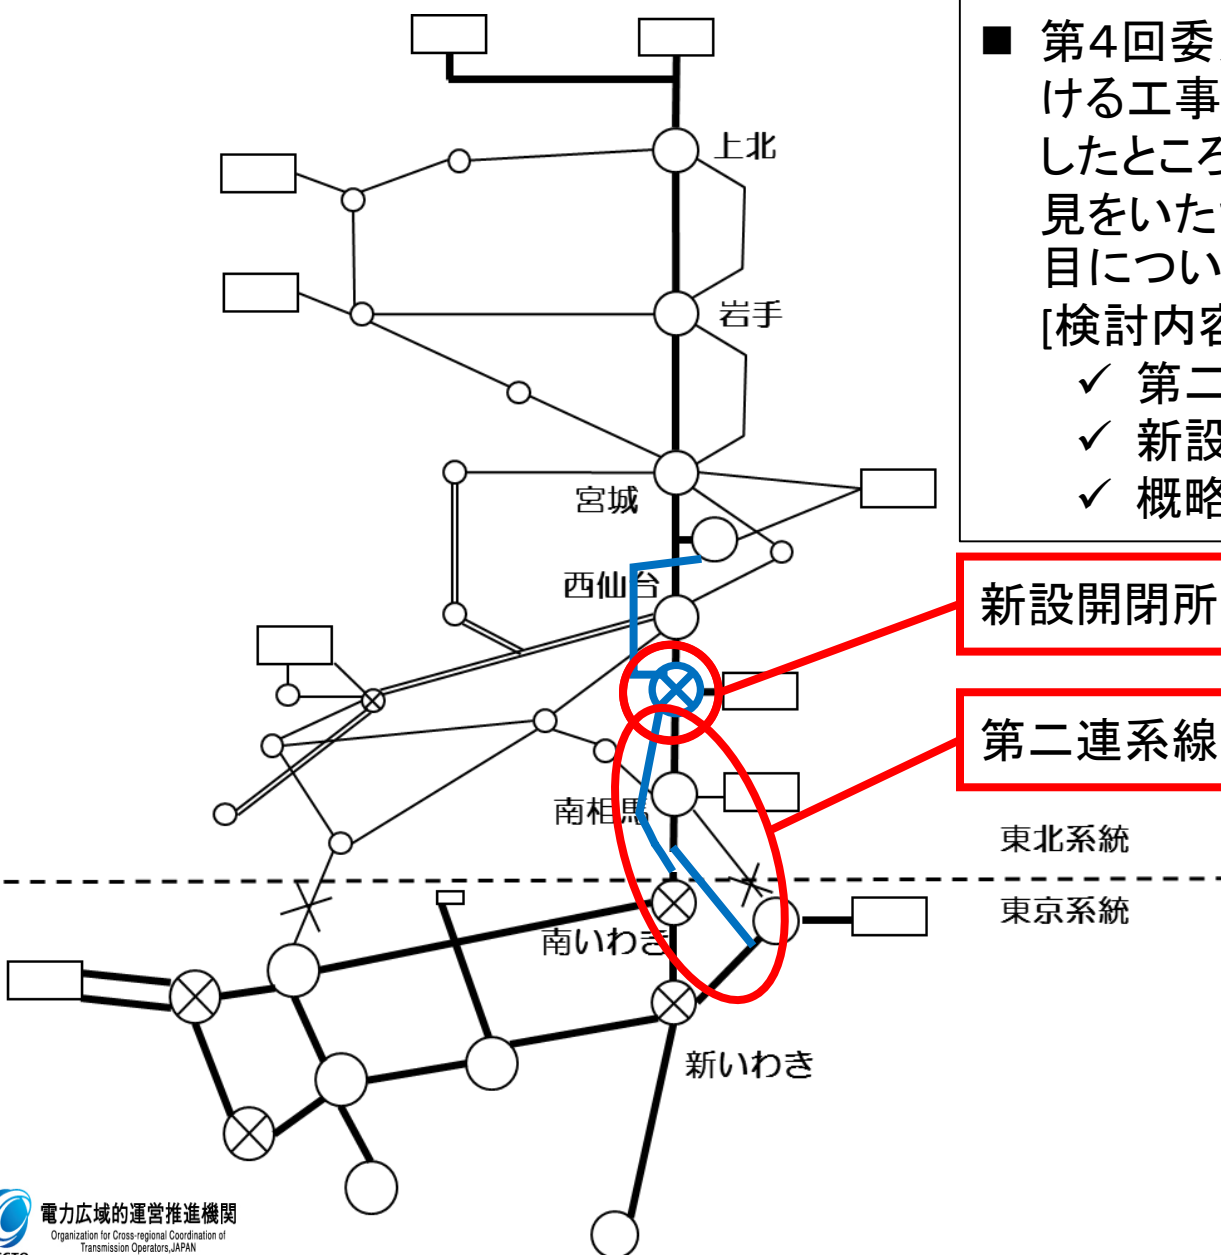 ■ 第4回委
ける工事
したところ
見をいた
目につい
[検討内容
✓ 第二
✓ 新設
✓ 概略
上北
岩手
宮城
西仙台
新設開閉所
第二連系線
南相馬
東北系統
東京系統
南いわき
新いわき
電力広域的運営推進機関
Organization for Cross-regional Coordination of
Transmission Operators,JAPAN